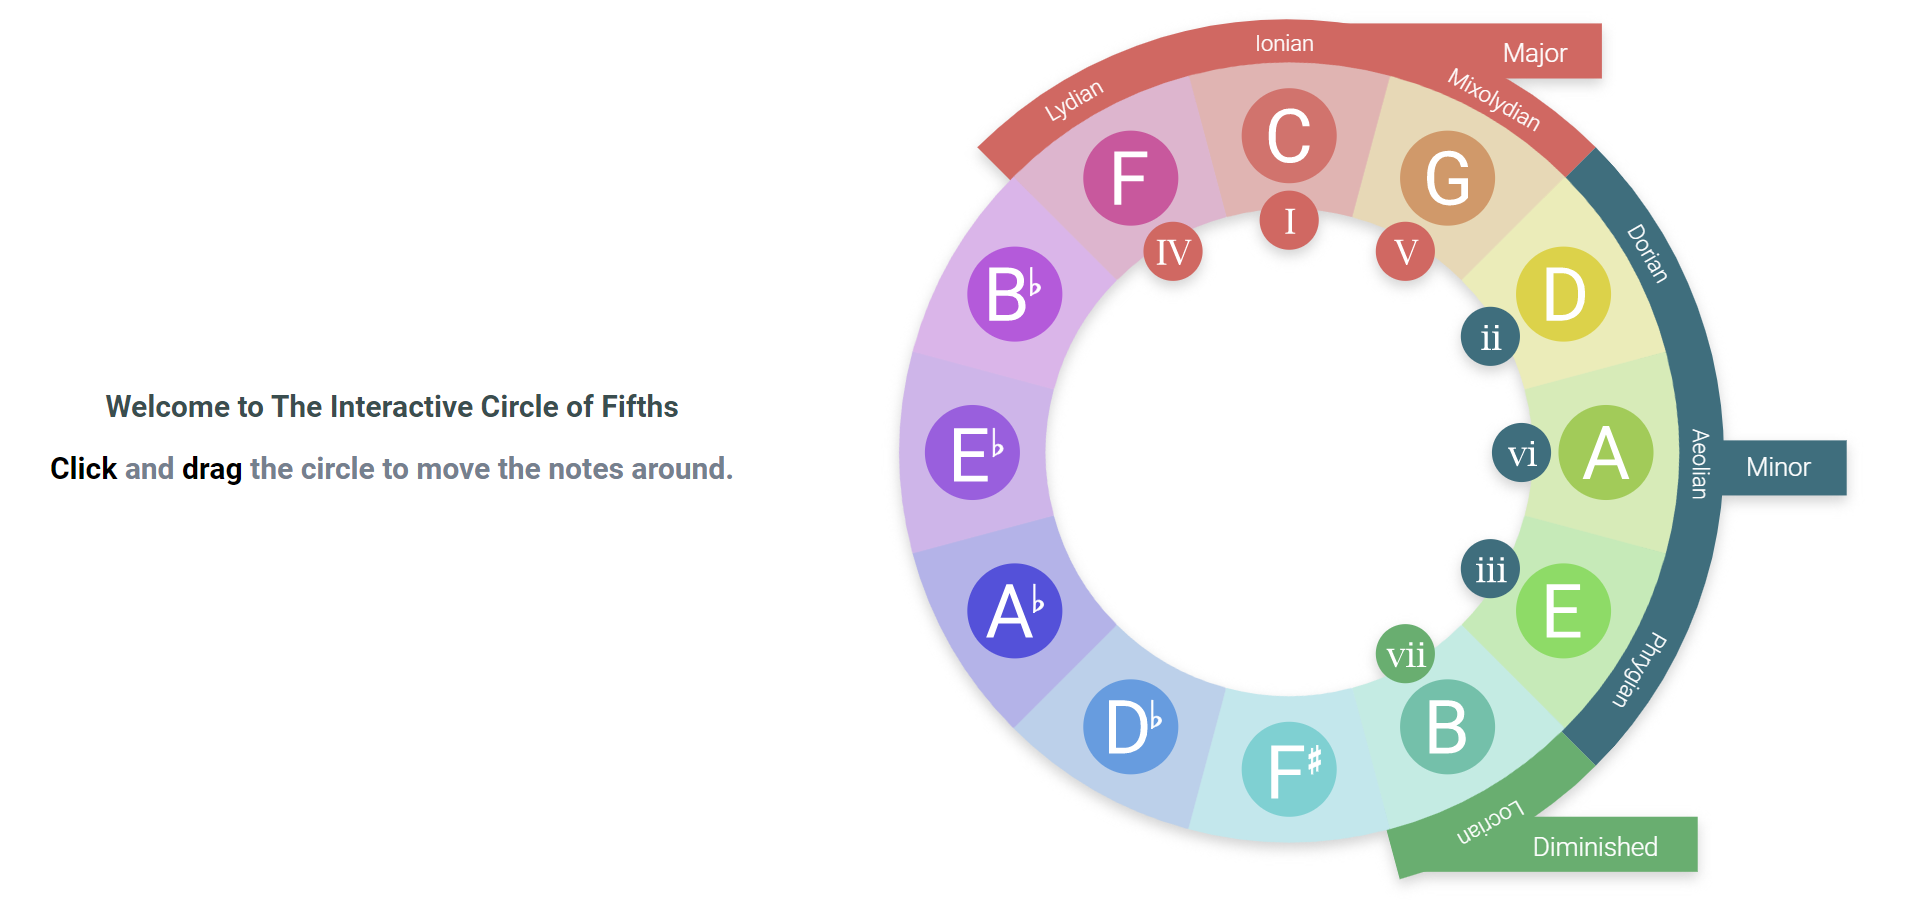 Welcome to The Interactive Circle of Fifths
Click and drag the circle to move the notes around.
Major
Minor
Diminished
Lydian
Ionian
Mixolydian
Dorian
Aeolian
Phrygian
Locrian
C
G
D
A
E
B
F♯
D♭
A♭
E♭
B♭
F
IV
I
V
ii
vi
iii
vii